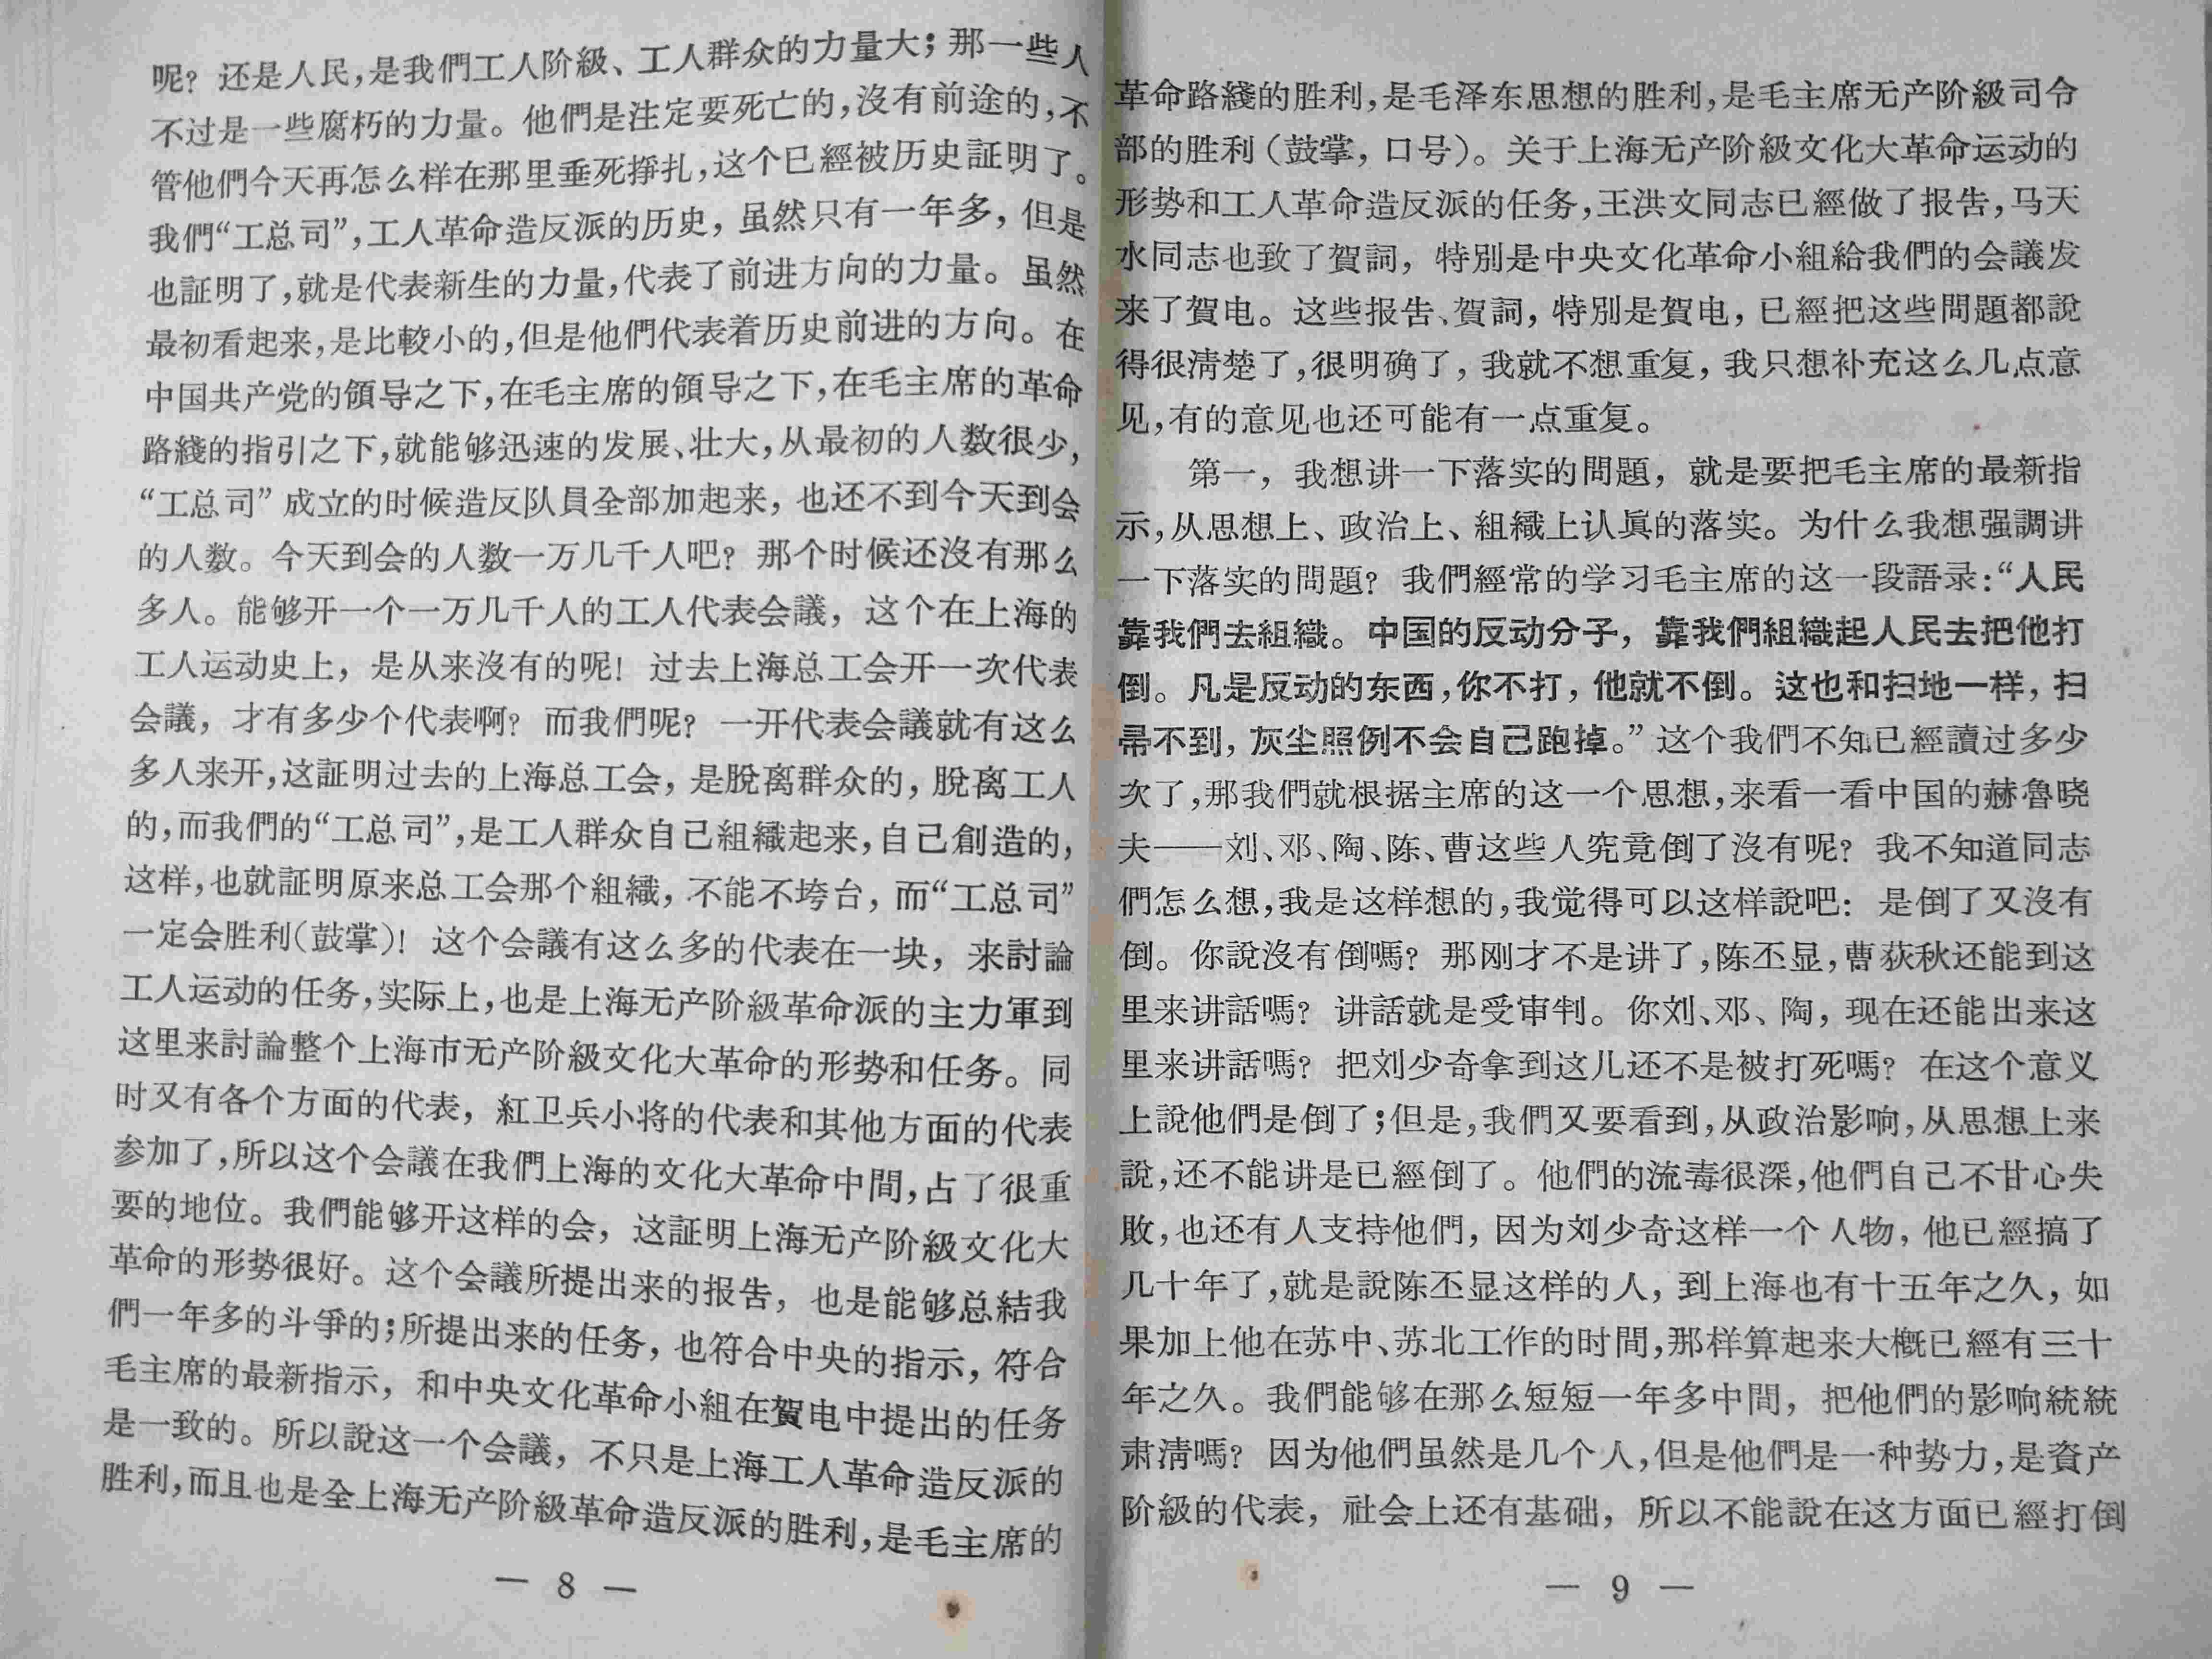 呢？还是人民，是我們工人阶級、工人群众的力量大；那一些人
不过是一些腐朽的力量。他們是注定要死亡的，沒有前途的，不
管他們今天再怎么样在那里垂死掙扎，这个已經被历史証明了。
我們“工总司”，工人革命造反派的历史，虽然只有一年多，但是
也証明了，就是代表新生的力量，代表了前进方向的力量。虽然
最初看起来，是比較小的，但是他們代表着历史前进的方向。在
中国共产党的領导之下，在毛主席的領导之下，在毛主席的革命
路綫的指引之下，就能够迅速的发展、壮大，从最初的人数很少，
“工总司”成立的时候造反队員全部加起来，也还不到今天到会
的人数。今天到会的人数一万几千人吧？那个时候还沒有那么
多人。能够开一个一万几千人的工人代表会議，这个在上海的
工人运动史上，是从来沒有的呢！过去上海总工会开一次代表
会議，才有多少个代表啊？而我們呢？一开代表会議就有这么
多人来开，这証明过去的上海总工会，是脫离群众的，脫离工人
的，而我們的“工总司”，是工人群众自己組織起来，自己創造的，
这样，也就証明原来总工会那个組織，不能不垮台，而“工总司”
一定会胜利（鼓掌）！这个会議有这么多的代表在一块，来討論
工人运动的任务，实际上，也是上海无产阶級革命派的主力軍到
这里来討論整个上海市无产阶級文化大革命的形势和任务。同
时又有各个方面的代表，紅卫兵小将的代表和其他方面的代表
参加了，所以这个会議在我們上海的文化大革命中間，占了很重
要的地位。我們能够开这样的会，这証明上海无产阶級文化大
革命的形势很好。这个会議所提出来的报告，也是能够总結我
們一年多的斗爭的；所提出来的任务，也符合中央的指示，符合
毛主席的最新指示，和中央文化革命小組在賀电中提出的任务
是一致的。所以說这一个会議，不只是上海工人革命造反派的
胜利，而且也是全上海无产阶級革命造反派的胜利，是毛主席的
— 8 —
革命路綫的胜利，是毛泽东思想的胜利，是毛主席无产阶級司令
部的胜利（鼓掌，口号）。关于上海无产阶級文化大革命运动的
形势和工人革命造反派的任务，王洪文同志已經做了报告，马天
水同志也致了賀詞，特別是中央文化革命小組給我們的会議发
来了賀电。这些报告、賀詞，特別是賀电，已經把这些問題都說
得很淸楚了，很明确了，我就不想重复，我只想补充这么几点意
见，有的意见也还可能有一点重复。
第一，我想讲一下落实的問題，就是要把毛主席的最新指
示，从思想上、政治上、組織上认眞的落实。为什么我想强調讲
一下落实的問題？我們經常的学习毛主席的这一段語录：“人民
靠我們去組織。中国的反动分子，靠我們組織起人民去把他打
倒。凡是反动的东西，你不打，他就不倒。这也和扫地一样，扫
帚不到，灰尘照例不会自己跑掉。”这个我們不知已經讀过多少
次了，那我們就根据主席的这一个思想，来看一看中国的赫魯晓
夫——刘、邓、陶、陈、曹这些人究竟倒了沒有呢？我不知道同志
們怎么想，我是这样想的，我觉得可以这样說吧：是倒了又沒有
倒。你說沒有倒嗎？那刚才不是讲了，陈丕显，曹荻秋还能到这
里来讲話嗎？讲話就是受审判。你刘、邓、陶，现在还能出来这
里来讲話嗎？把刘少奇拿到这儿还不是被打死嗎？在这个意义
上說他們是倒了；但是，我們又要看到，从政治影响，从思想上来
說，还不能讲是已經倒了。他們的流毒很深，他們自己不甘心失
敗，也还有人支持他們，因为刘少奇这样一个人物，他已經搞了
几十年了，就是說陈丕显这样的人，到上海也有十五年之久，如
果加上他在苏中、苏北工作的时間，那样算起来大概已經有三十
年之久。我們能够在那么短短一年多中間，把他們的影响統統
肃淸嗎？因为他們虽然是几个人，但是他們是一种势力，是資产
阶級的代表，社会上还有基础，所以不能說在这方面已經打倒
— 9 —